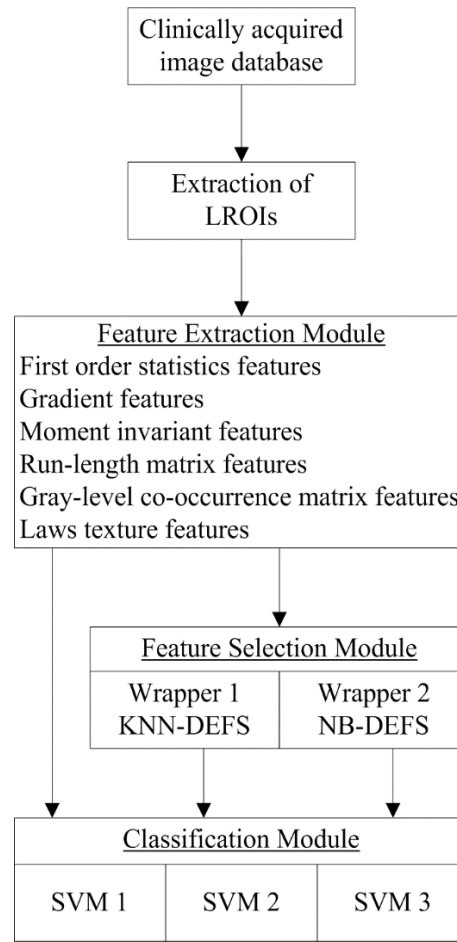 Clinically acquired
image database
Extraction of
LROIs
Feature Extraction Module
First order statistics features
Gradient features
Moment invariant features
Run-length matrix features
Gray-level co-occurrence matrix features
Laws texture features
Feature Selection Module
Wrapper 1
KNN-DEFS
Wrapper 2
NB-DEFS
Classification Module
SVM 1
SVM 2
SVM 3